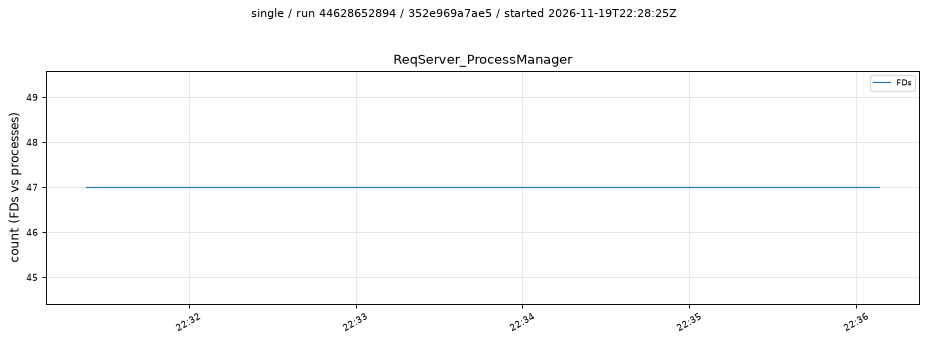 single / run 44628652894 / 352e969a7ae5 / started 2026-11-19T22:28:25Z
ReqServer_ProcessManager
FDs
count (FDs vs processes)
49
48
47
46
45
22:32
22:33
22:34
22:35
22:36